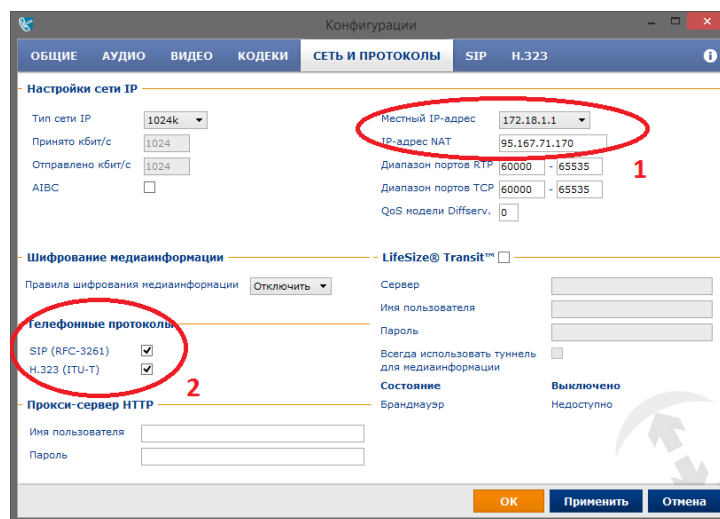 Конфигурации
ОБЩИЕ АУДИО ВИДЕО КОДЕКИ СЕТЬ И ПРОТОКОЛЫ SIP H.323
Настройки сети IP
Тип сети IP 1024k
Принято кбит/с 1024
Отправлено кбит/с 1024
AIBC
Местный IP-адрес 172.18.1.1
IP-адрес NAT 95.167.71.170
1
Диапазон портов RTP 60000 - 65535
Диапазон портов TCP 60000 - 65535
QoS модели Diffserv. 0
Шифрование медиаинформации
Правила шифрования медиаинформации Отключить
Телефонные протоколы
SIP (RFC-3261)
H.323 (ITU-T)
2
Прокси-сервер HTTP
Имя пользователя
Пароль
LifeSize® Transit™
Сервер
Имя пользователя
Пароль
Всегда использовать туннель
для медиаинформации
Состояние Выключено
Брандмауэр Недоступно
OK Применить Отмена